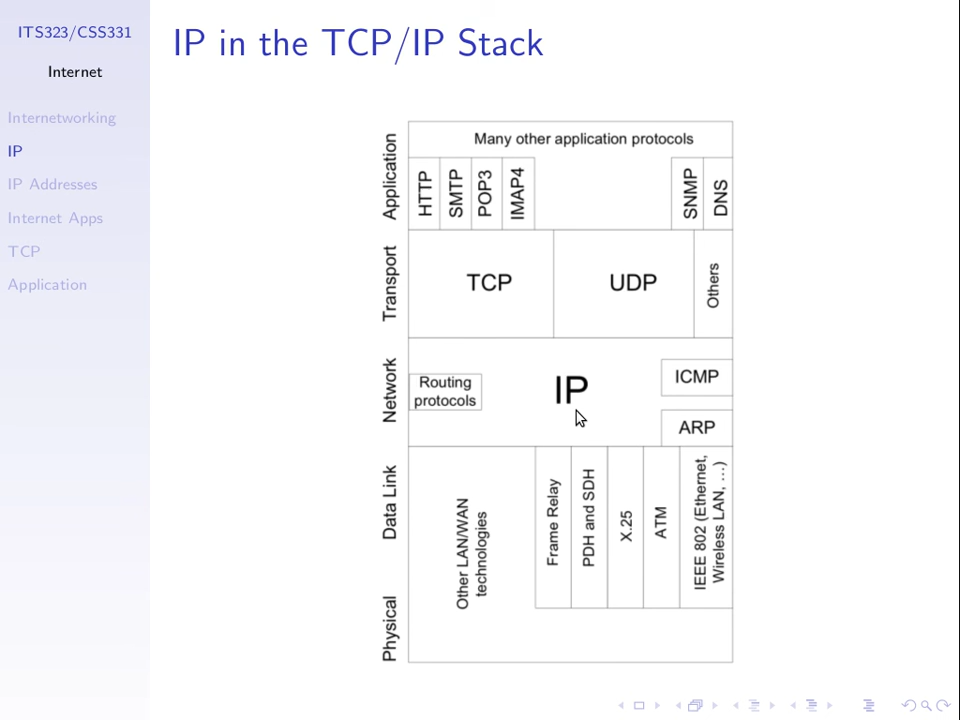 ITS323/CSS331
Internet
Internetworking
IP
IP Addresses
Internet Apps
TCP
Application
IP in the TCP/IP Stack
Application
Many other application protocols
HTTP
SMTP
POP3
IMAP4
SNMP
DNS
Transport
TCP
UDP
Others
Network
Routing
protocols
IP
ICMP
ARP
Data Link
Other LAN/WAN
technologies
Frame Relay
PDH and SDH
X.25
ATM
IEEE 802 (Ethernet,
Wireless LAN, ...)
Physical